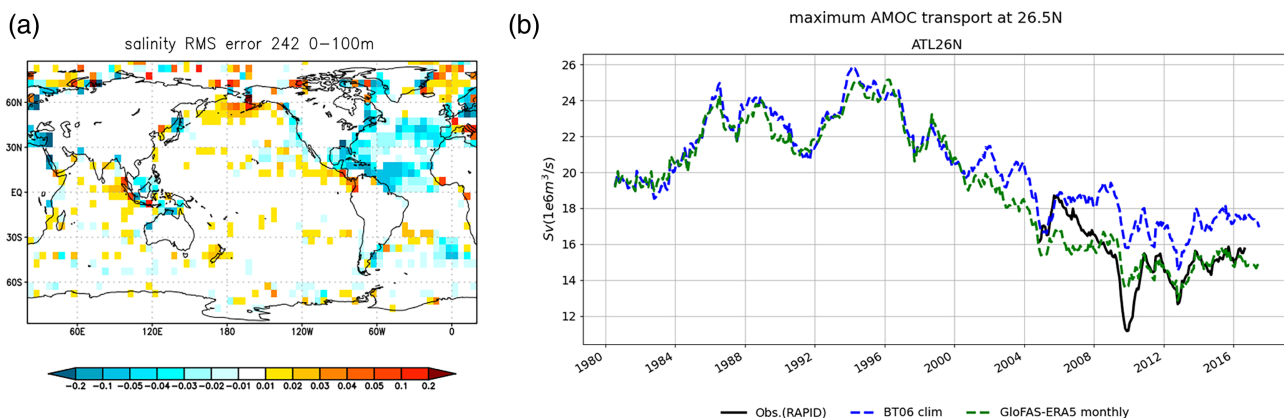 (a)
salinity RMS error 242 0-100m
60N
30N
EQ
30S
60S
60E 120E 180 120W 60W 0
-0.2 -0.1 -0.05 -0.04 -0.03 -0.02 -0.01 0.01 0.02 0.03 0.04 0.05 0.1 0.2
(b)
maximum AMOC transport at 26.5N
ATL26N
Sv(1e6m³/s)
26
24
22
20
18
16
14
12
1980 1984 1988 1992 1996 2000 2004 2008 2012 2016
Obs.(RAPID) BT06 clim GloFAS-ERA5 monthly